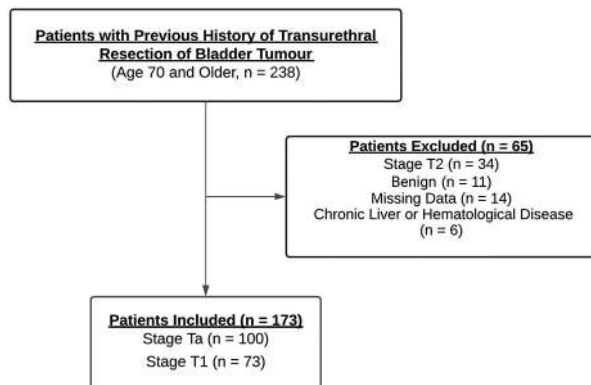 Patients with Previous History of Transurethral
Resection of Bladder Tumour
(Age 70 and Older, n = 238)
Patients Excluded (n = 65)
Stage T2 (n = 34)
Benign (n = 11)
Missing Data (n = 14)
Chronic Liver or Hematological Disease
(n = 6)
Patients Included (n = 173)
Stage Ta (n = 100)
Stage T1 (n = 73)